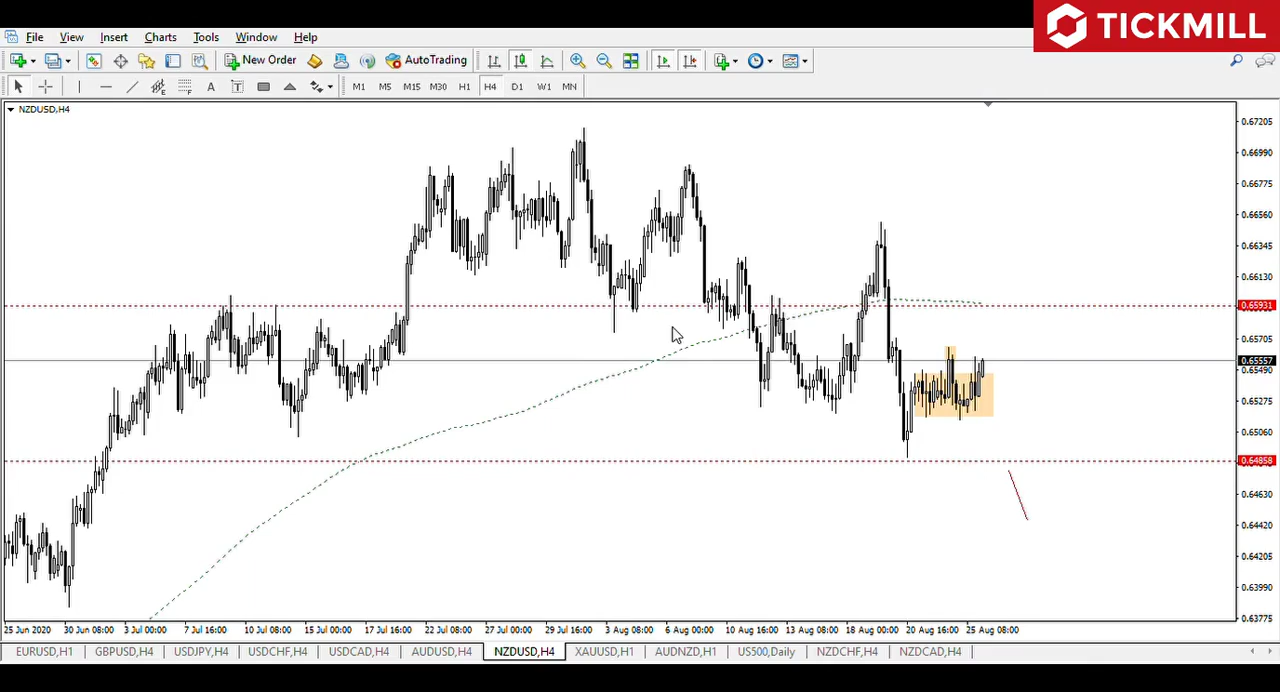 TICKMILL
File View Insert Charts Tools Window Help
New Order AutoTrading
A T M1 M5 M15 M30 H1 H4 D1 W1 MN
NZDUSD,H4
0.67205
0.66990
0.66775
0.66560
0.66345
0.66130
0.65931
0.65705
0.65557
0.65490
0.65275
0.65060
0.64858
0.64630
0.64420
0.64205
0.63990
0.63775
25 Jun 2020 30 Jun 08:00 3 Jul 00:00 7 Jul 16:00 10 Jul 08:00 15 Jul 00:00 17 Jul 16:00 22 Jul 08:00 27 Jul 00:00 29 Jul 16:00 3 Aug 08:00 6 Aug 00:00 10 Aug 16:00 13 Aug 08:00 18 Aug 00:00 20 Aug 16:00 25 Aug 08:00
EURUSD,H1 GBPUSD,H4 USDJPY,H4 USDCHF,H4 USDCAD,H4 AUDUSD,H4 NZDUSD,H4 XAUUSD,H1 AUDNZD,H1 US500,Daily NZDCHF,H4 NZDCAD,H4